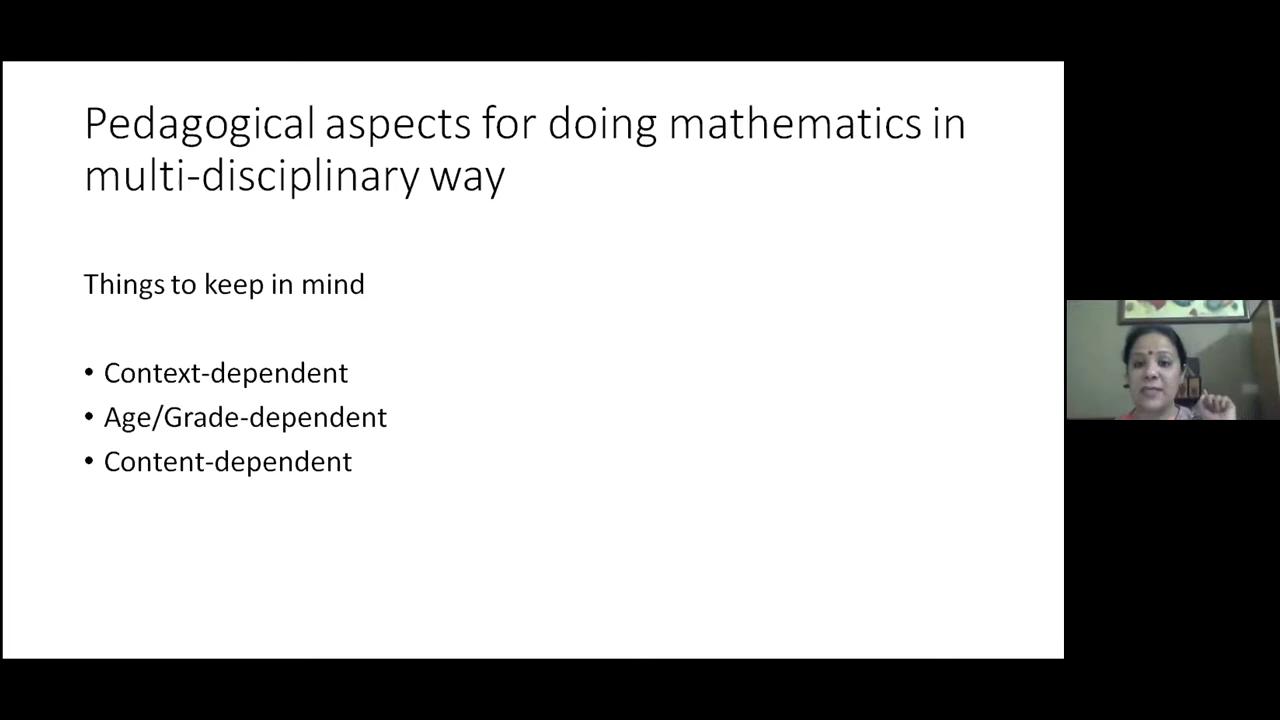 Pedagogical aspects for doing mathematics in
multi-disciplinary way
Things to keep in mind
• Context-dependent
• Age/Grade-dependent
• Content-dependent